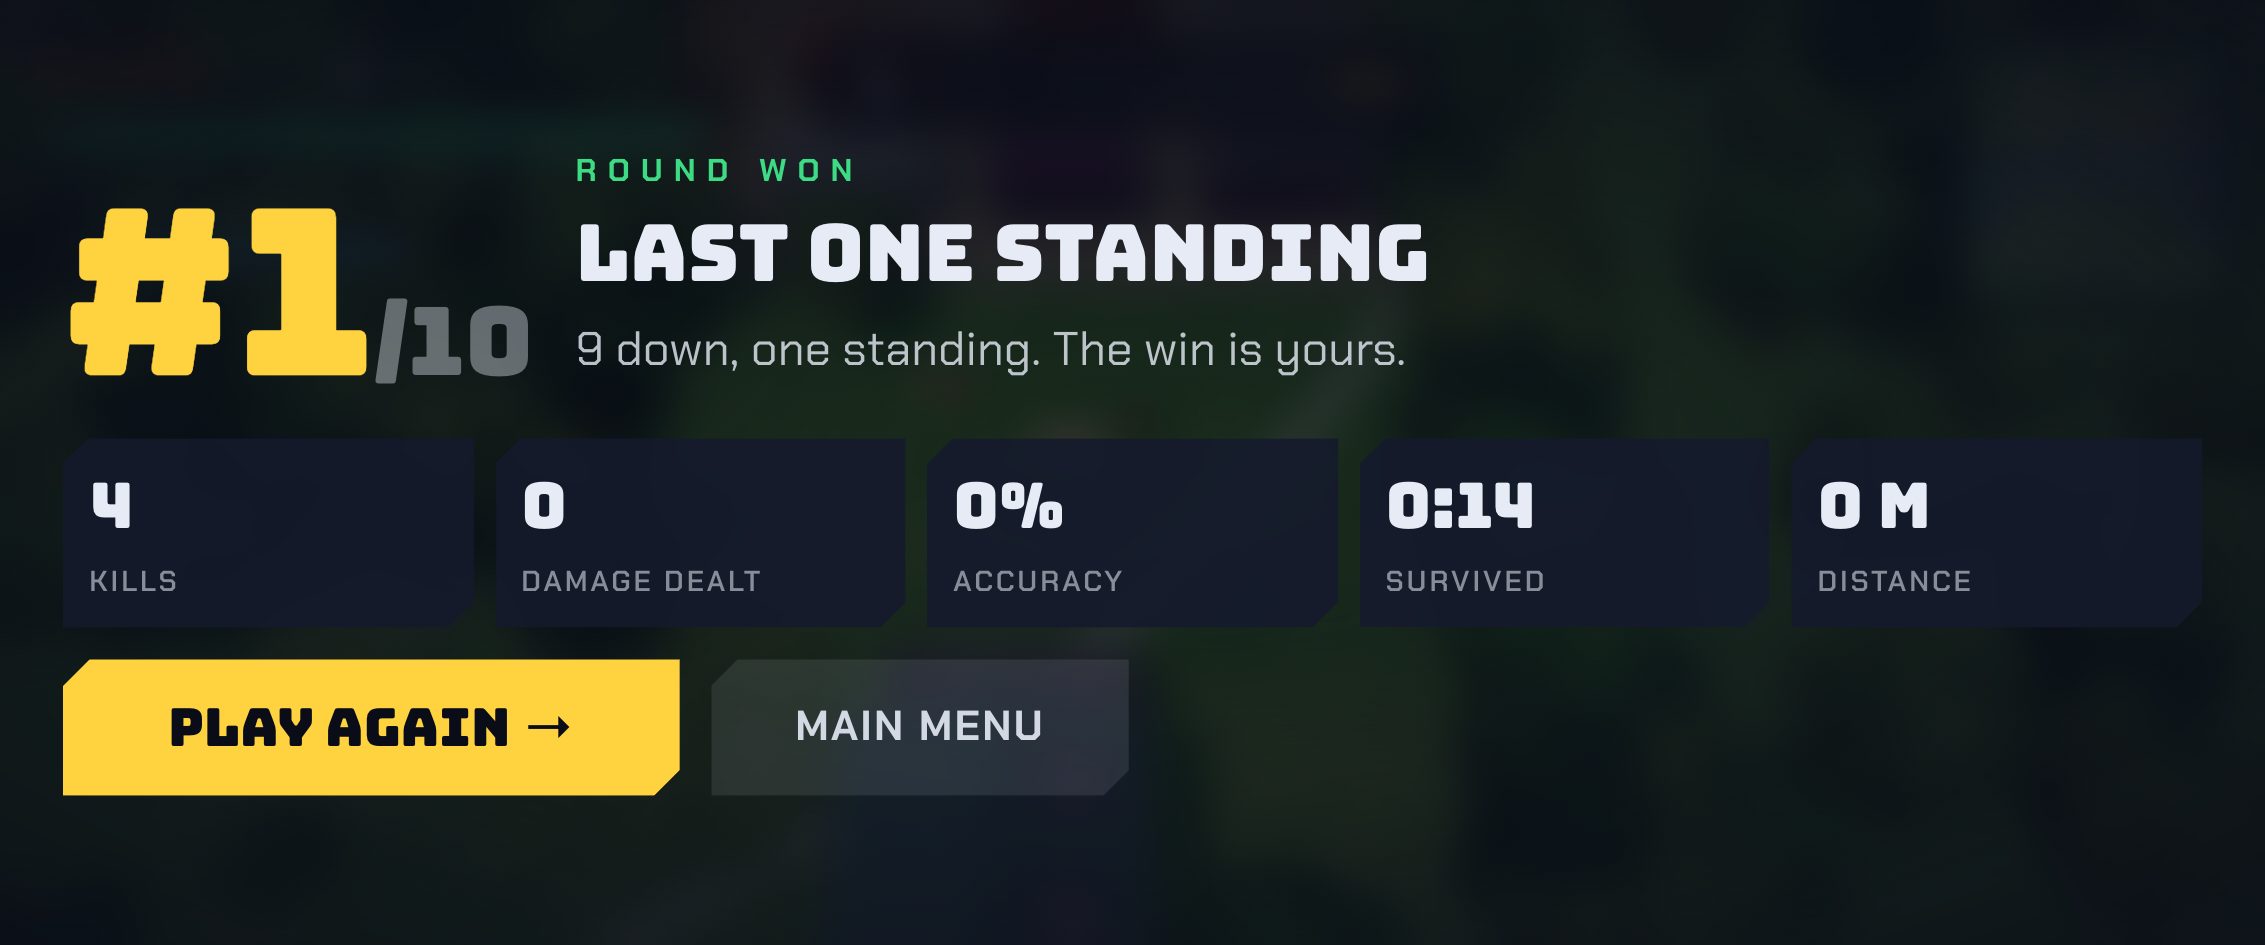 ROUND WON
#1/10
LAST ONE STANDING
9 down, one standing. The win is yours.
4
KILLS
0
DAMAGE DEALT
0%
ACCURACY
0:14
SURVIVED
0 M
DISTANCE
PLAY AGAIN →
MAIN MENU